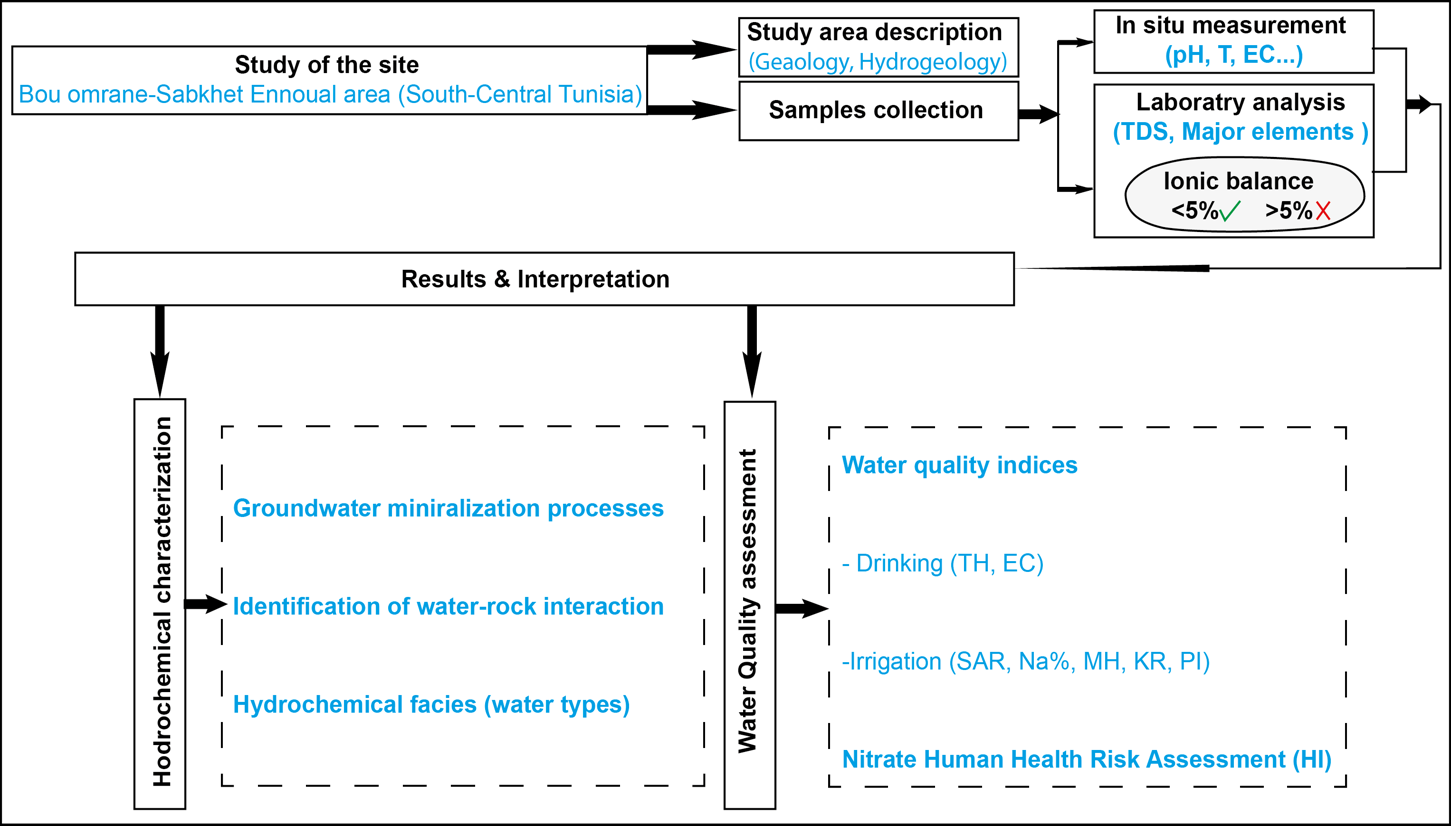 Study of the site
Bou omrane-Sabkhet Ennoual area (South-Central Tunisia)
Study area description
(Geaology, Hydrogeology)
Samples collection
In situ measurement
(pH, T, EC...)
Laboratry analysis
(TDS, Major elements )
Ionic balance
<5%✓ >5%X
Results & Interpretation
Hodrochemical characterization
Groundwater miniralization processes
Identification of water-rock interaction
Hydrochemical facies (water types)
Water Quality assessment
Water quality indices
- Drinking (TH, EC)
-Irrigation (SAR, Na%, MH, KR, PI)
Nitrate Human Health Risk Assessment (HI)